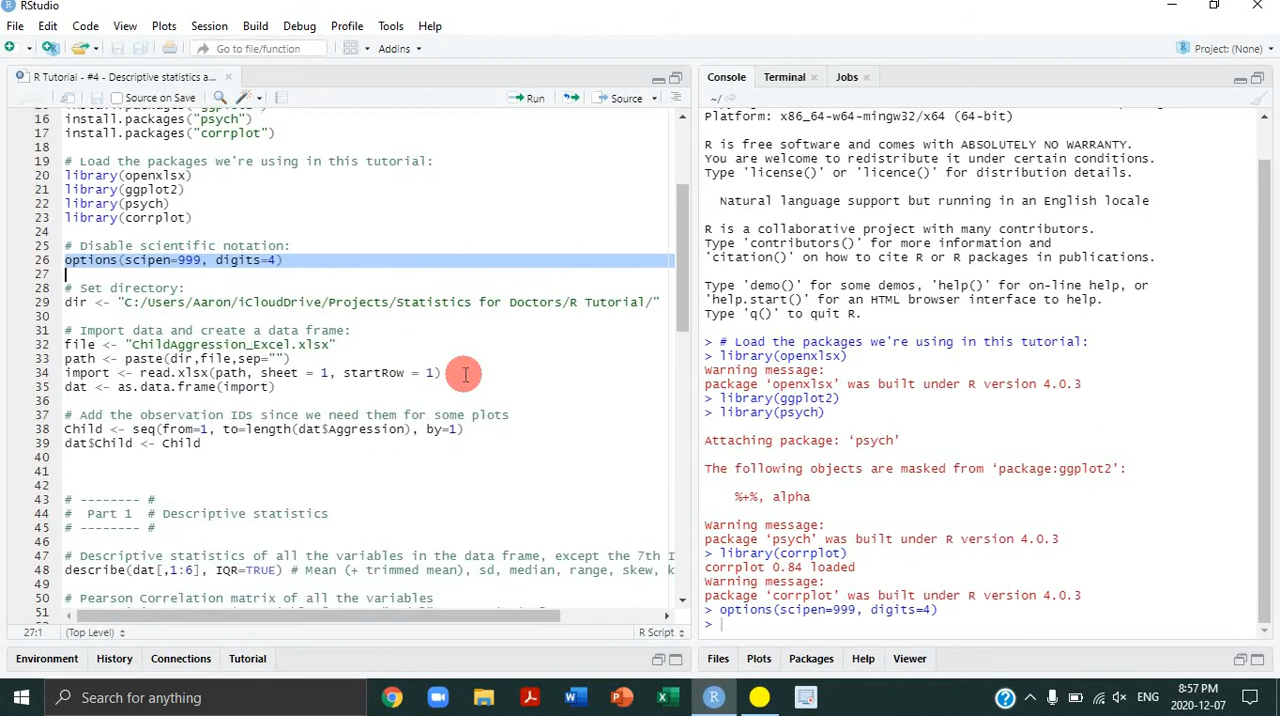 RStudio
File Edit Code View Plots Session Build Debug Profile Tools Help
Go to file/function Addins Project: (None)
R Tutorial - #4 - Descriptive statistics a...
Source on Save Run Source
16 install.packages("psych")
17 install.packages("corrplot")
18
19 # Load the packages we're using in this tutorial:
20 library(openxlsx)
21 library(ggplot2)
22 library(psych)
23 library(corrplot)
24
25 # Disable scientific notation:
26 options(scipen=999, digits=4)
27
28 # Set directory:
29 dir <- "C:/Users/Aaron/iCloudDrive/Projects/Statistics for Doctors/R Tutorial/"
30
31 # Import data and create a data frame:
32 file <- "ChildAggression_Excel.xlsx"
33 path <- paste(dir,file,sep="")
34 import <- read.xlsx(path, sheet = 1, startRow = 1)
35 dat <- as.data.frame(import)
36
37 # Add the observation IDs since we need them for some plots
38 Child <- seq(from=1, to=length(dat$Aggression), by=1)
39 dat$Child <- Child
40
41
42
43 # -------- #
44 # Part 1 # Descriptive statistics
45 # -------- #
46
47 # Descriptive statistics of all the variables in the data frame, except the 7th I
48 describe(dat[,1:6], IQR=TRUE) # Mean (+ trimmed mean), sd, median, range, skew, k
49
50 # Pearson Correlation matrix of all the variables
51
27:1 (Top Level) R Script
Environment History Connections Tutorial
Console Terminal Jobs
~/
Platform: x86_64-w64-mingw32/x64 (64-bit)
R is free software and comes with ABSOLUTELY NO WARRANTY.
You are welcome to redistribute it under certain conditions.
Type 'license()' or 'licence()' for distribution details.
Natural language support but running in an English locale
R is a collaborative project with many contributors.
Type 'contributors()' for more information and
'citation()' on how to cite R or R packages in publications.
Type 'demo()' for some demos, 'help()' for on-line help, or
'help.start()' for an HTML browser interface to help.
Type 'q()' to quit R.
> # Load the packages we're using in this tutorial:
> library(openxlsx)
Warning message:
package ‘openxlsx’ was built under R version 4.0.3
> library(ggplot2)
> library(psych)
Attaching package: ‘psych’
The following objects are masked from ‘package:ggplot2’:
%+%, alpha
Warning message:
package ‘psych’ was built under R version 4.0.3
> library(corrplot)
corrplot 0.84 loaded
Warning message:
package ‘corrplot’ was built under R version 4.0.3
> options(scipen=999, digits=4)
>
Files Plots Packages Help Viewer
Type here to search
ENG
8:57 PM
2020-12-07